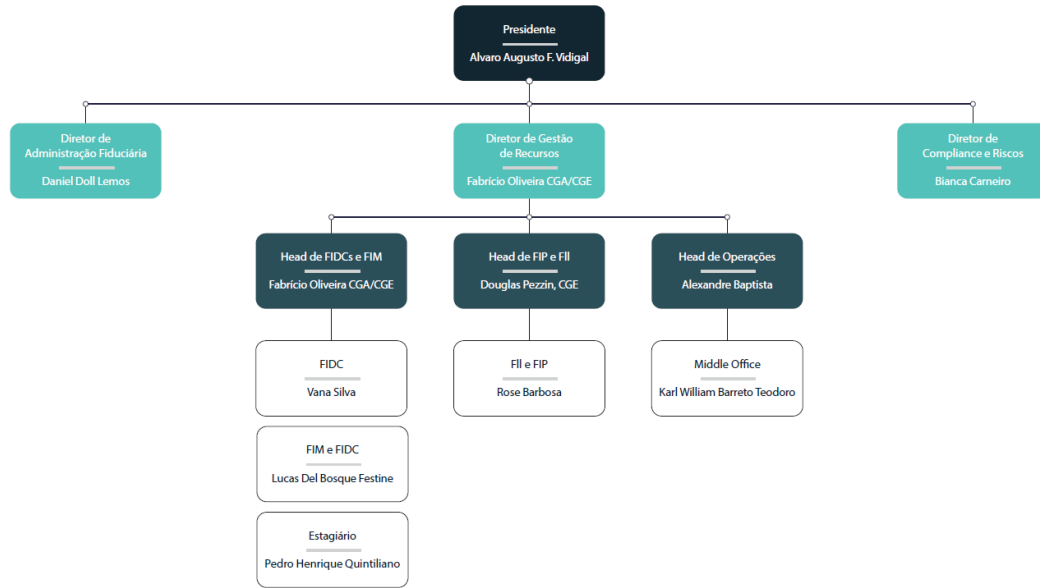 Presidente
Alvaro Augusto F. Vidigal
Diretor de
Administração Fiduciária
Daniel Doll Lemos
Diretor de Gestão
de Recursos
Fabrício Oliveira CGA/CGE
Diretor de
Compliance e Riscos
Bianca Carneiro
Head de FIDCs e FIM
Fabrício Oliveira CGA/CGE
Head de FIP e FII
Douglas Pezzin, CGE
Head de Operações
Alexandre Baptista
FIDC
Vana Silva
FII e FIP
Rose Barbosa
Middle Office
Karl William Barreto Teodoro
FIM e FIDC
Lucas Del Bosque Festine
Estagiário
Pedro Henrique Quintiliano